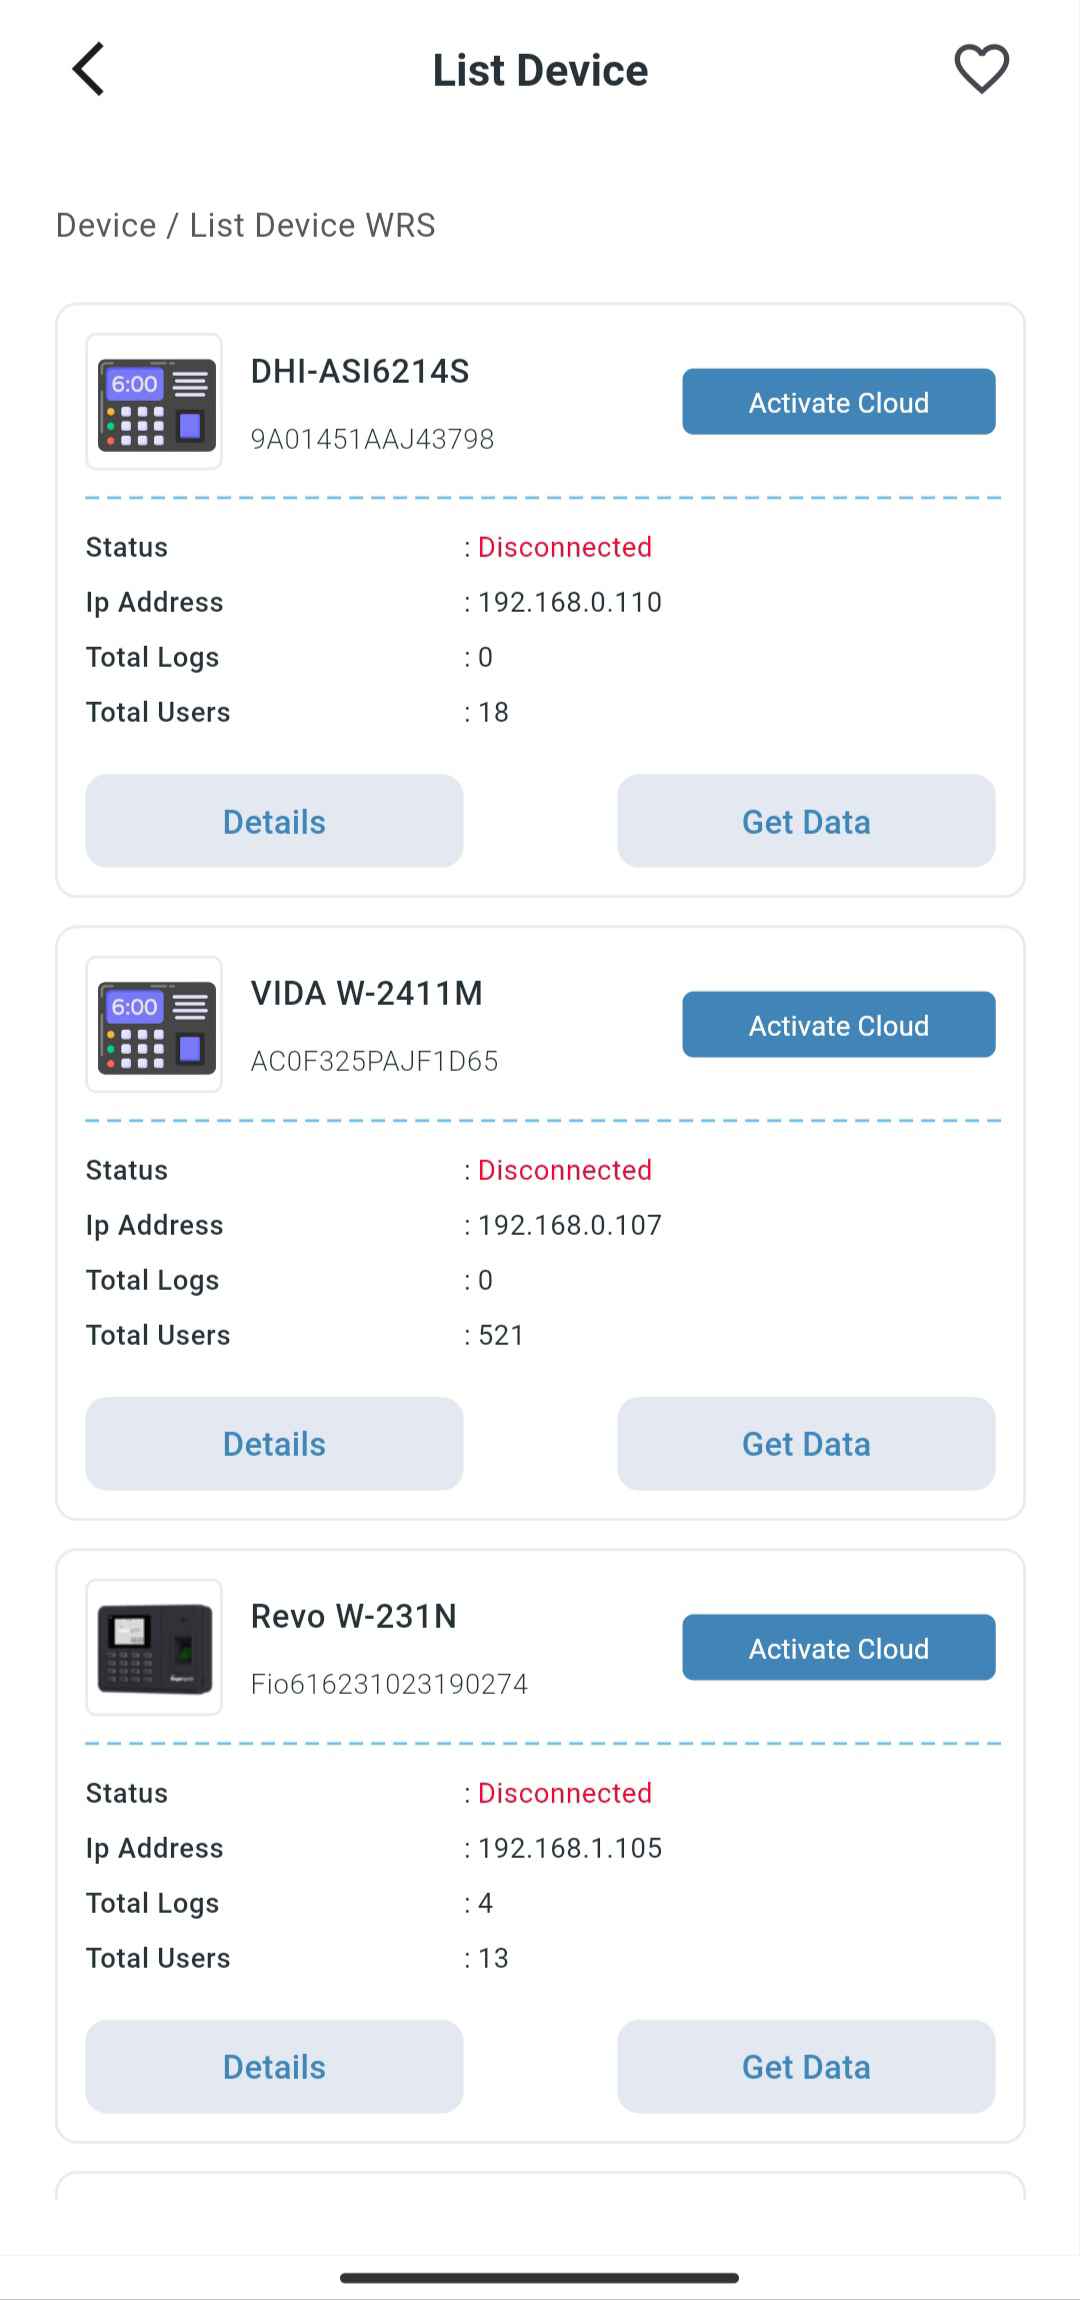 List Device
Device / List Device WRS
6:00
DHI-ASI6214S
9A01451AAJ43798
Activate Cloud
Status : Disconnected
Ip Address : 192.168.0.110
Total Logs : 0
Total Users : 18
Details Get Data
6:00
VIDA W-2411M
AC0F325PAJF1D65
Activate Cloud
Status : Disconnected
Ip Address : 192.168.0.107
Total Logs : 0
Total Users : 521
Details Get Data
Revo W-231N
Fio616231023190274
Activate Cloud
Status : Disconnected
Ip Address : 192.168.1.105
Total Logs : 4
Total Users : 13
Details Get Data